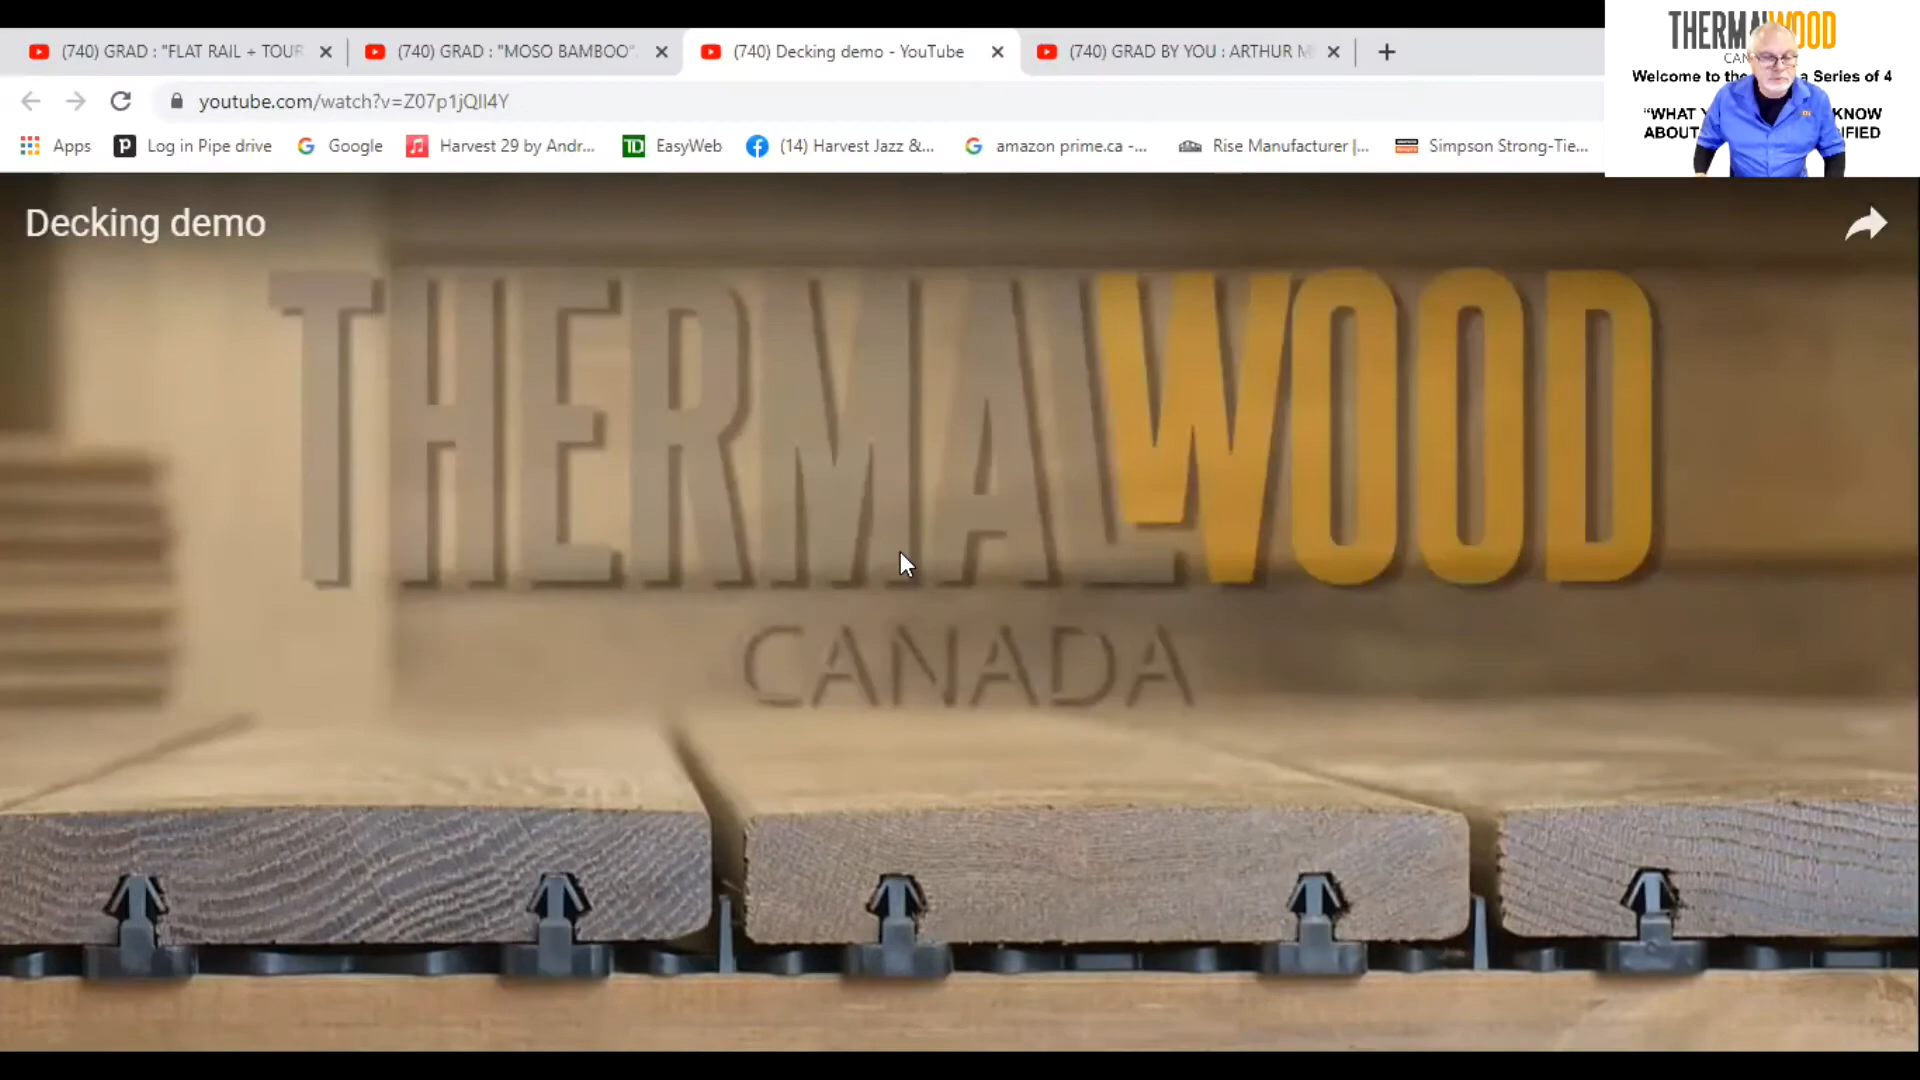 (740) GRAD : "FLAT RAIL + TOUR
(740) GRAD : "MOSO BAMBOO"
(740) Decking demo - YouTube
(740) GRAD BY YOU : ARTHUR M
youtube.com/watch?v=Z07p1jQIl4Y
Apps
Log in Pipe drive
Google
Harvest 29 by Andr...
TD
EasyWeb
(14) Harvest Jazz &...
amazon prime.ca -...
Rise Manufacturer |...
Simpson Strong-Tie...
THERMALWOOD
Welcome to the a Series of 4
"WHAT KNOW
ABOUT IFIED
Decking demo
THERMALWOOD
CANADA